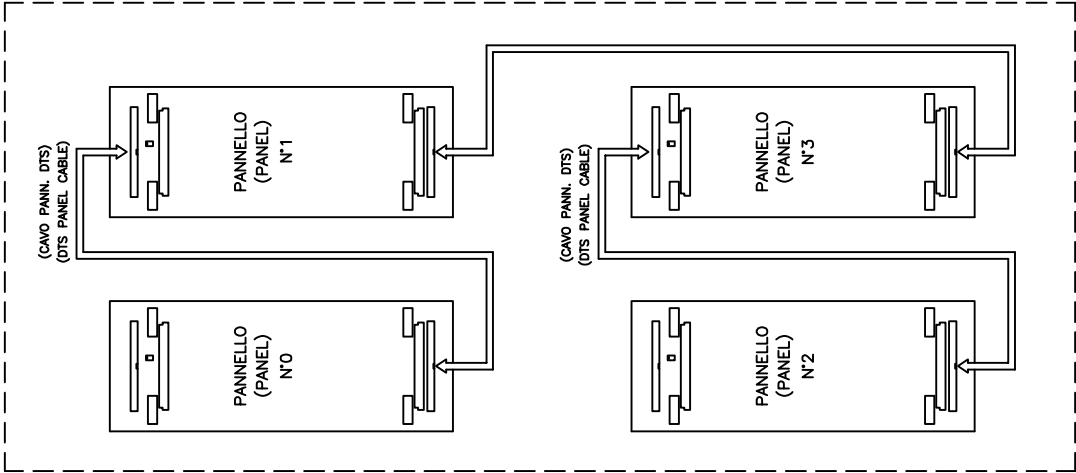 (CAVO PANN. DTS)
(DTS PANEL CABLE)
PANNELLO
(PANEL)
N°1
(CAVO PANN. DTS)
(DTS PANEL CABLE)
PANNELLO
(PANEL)
N°3
PANNELLO
(PANEL)
N°0
PANNELLO
(PANEL)
N°2